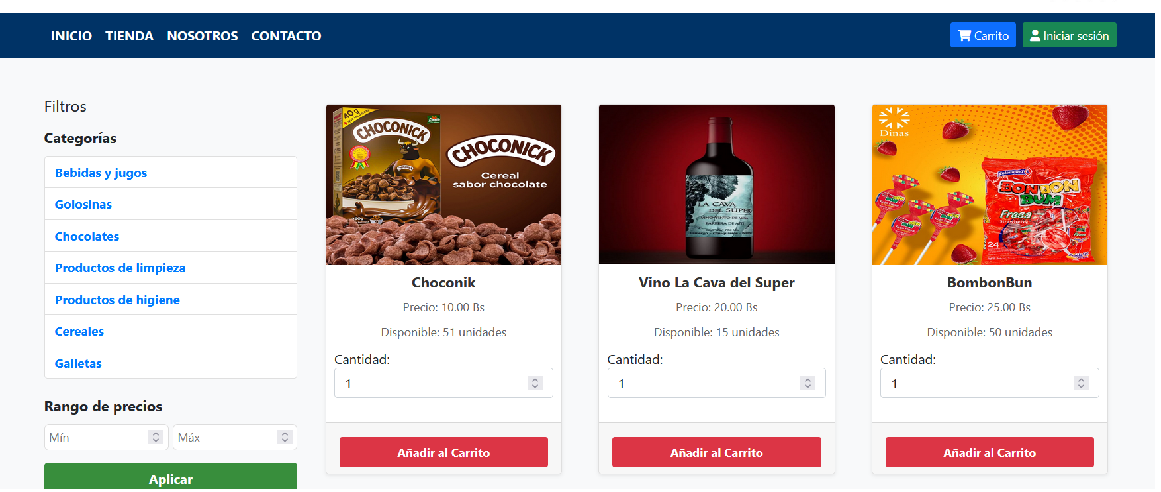 INICIO TIENDA NOSOTROS CONTACTO
Carrito
Iniciar sesión
Filtros
Categorías
Bebidas y jugos
Golosinas
Chocolates
Productos de limpieza
Productos de higiene
Cereales
Galletas
Rango de precios
Mín
Máx
Aplicar
40g
CHOCONICK
CHOCONICK
Cereal
sabor chocolate
Choconik
Precio: 10.00 Bs
Disponible: 51 unidades
Cantidad:
1
Añadir al Carrito
LA CAVA
DEL SUPER
Vino La Cava del Super
Precio: 20.00 Bs
Disponible: 15 unidades
Cantidad:
1
Añadir al Carrito
Dinas
BON BON
BUM
Fresa
24
BombonBun
Precio: 25.00 Bs
Disponible: 50 unidades
Cantidad:
1
Añadir al Carrito